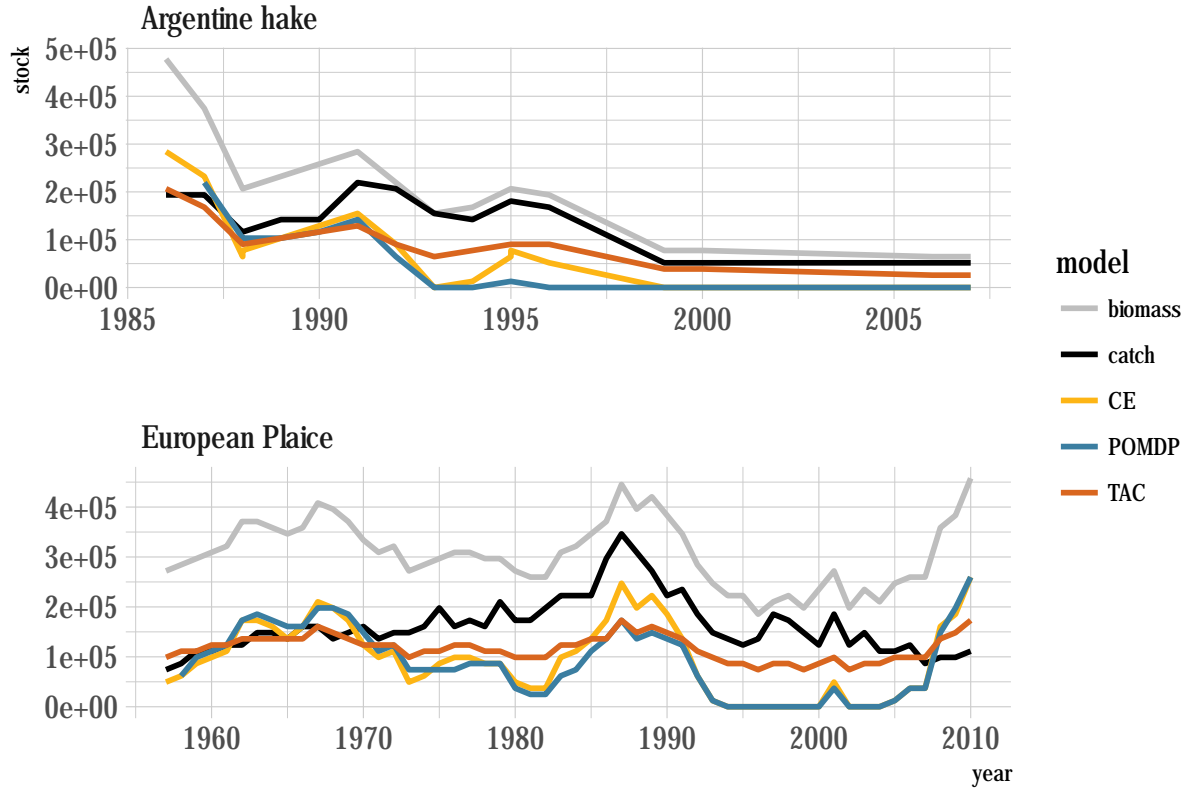 Argentine hake
stock
5e+05
4e+05
3e+05
2e+05
1e+05
0e+00
1985 1990 1995 2000 2005
European Plaice
4e+05
3e+05
2e+05
1e+05
0e+00
1960 1970 1980 1990 2000 2010
year
model
biomass
catch
CE
POMDP
TAC